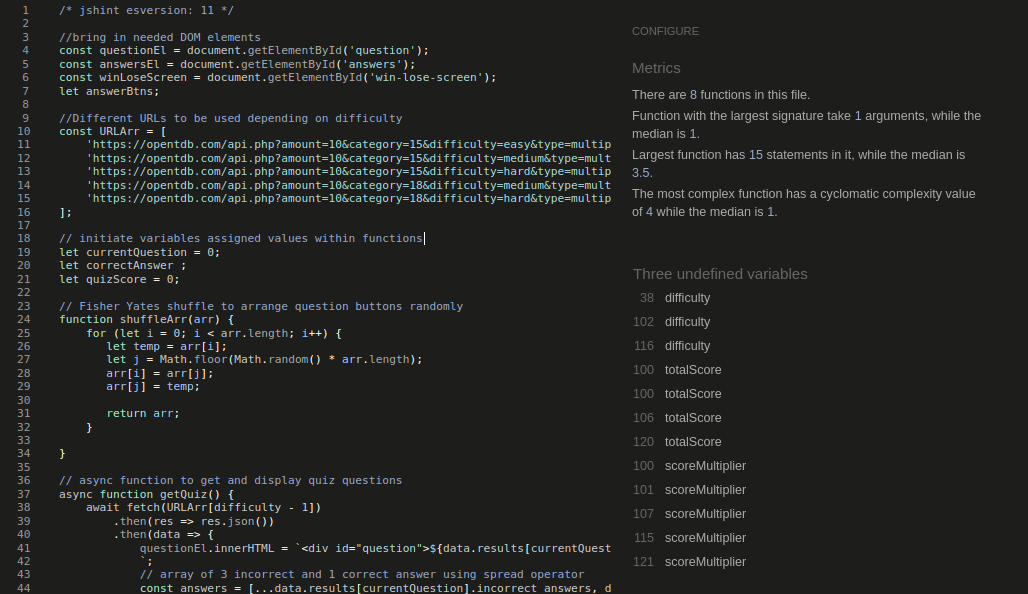 1 /* jshint esversion: 11 */
2
3 //bring in needed DOM elements
4 const questionEl = document.getElementById('question');
5 const answersEl = document.getElementById('answers');
6 const winLoseScreen = document.getElementById('win-lose-screen');
7 let answerBtns;
8
9 //Different URLs to be used depending on difficulty
10 const URLArr = [
11 'https://opentdb.com/api.php?amount=10&category=15&difficulty=easy&type=multip
12 'https://opentdb.com/api.php?amount=10&category=15&difficulty=medium&type=mult
13 'https://opentdb.com/api.php?amount=10&category=15&difficulty=hard&type=multip
14 'https://opentdb.com/api.php?amount=10&category=18&difficulty=medium&type=mult
15 'https://opentdb.com/api.php?amount=10&category=18&difficulty=hard&type=multip
16 ];
17
18 // initiate variables assigned values within functions
19 let currentQuestion = 0;
20 let correctAnswer ;
21 let quizScore = 0;
22
23 // Fisher Yates shuffle to arrange question buttons randomly
24 function shuffleArr(arr) {
25 for (let i = 0; i < arr.length; i++) {
26 let temp = arr[i];
27 let j = Math.floor(Math.random() * arr.length);
28 arr[i] = arr[j];
29 arr[j] = temp;
30
31 return arr;
32 }
33
34 }
35
36 // async function to get and display quiz questions
37 async function getQuiz() {
38 await fetch(URLArr[difficulty - 1])
39 .then(res => res.json())
40 .then(data => {
41 questionEl.innerHTML = `<div id="question">${data.results[currentQuest
42 `;
43 // array of 3 incorrect and 1 correct answer using spread operator
44 const answers = [...data.results[currentQuestion].incorrect_answers, d
CONFIGURE
Metrics
There are 8 functions in this file.
Function with the largest signature take 1 arguments, while the
median is 1.
Largest function has 15 statements in it, while the median is
3.5.
The most complex function has a cyclomatic complexity value
of 4 while the median is 1.
Three undefined variables
38 difficulty
102 difficulty
116 difficulty
100 totalScore
100 totalScore
106 totalScore
120 totalScore
100 scoreMultiplier
101 scoreMultiplier
107 scoreMultiplier
115 scoreMultiplier
121 scoreMultiplier